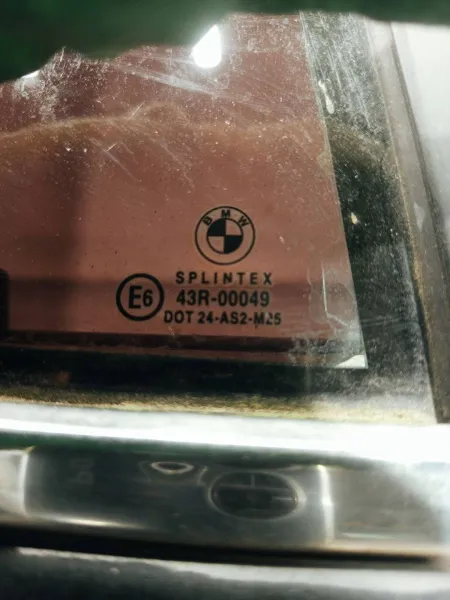 BMW
SPLINTEX
E6 43R-00049
DOT 24-AS2-M25